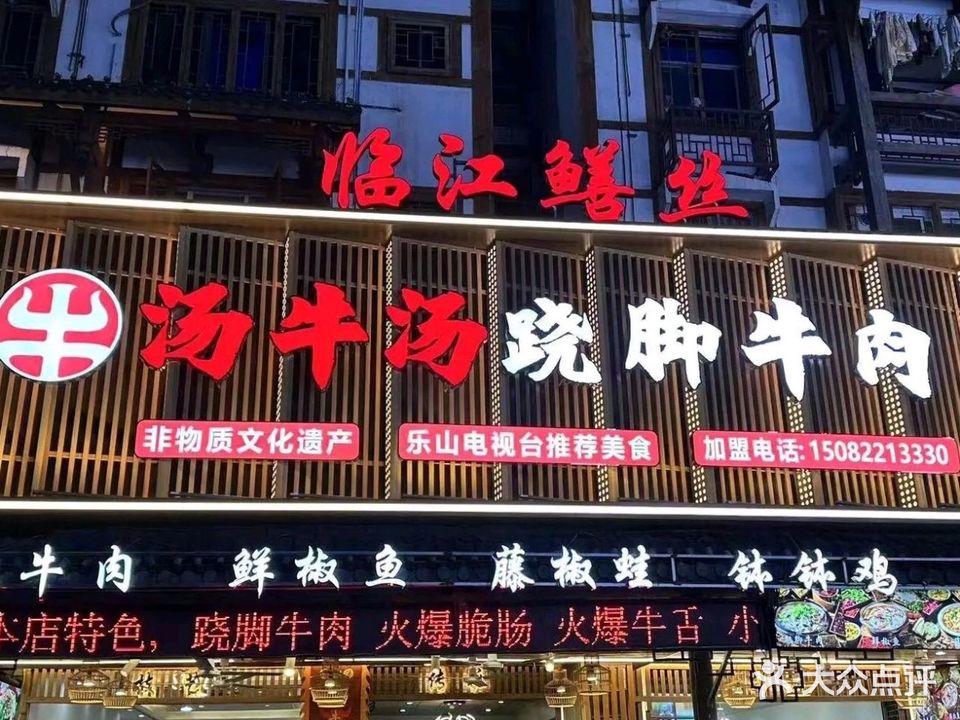 临江鳝丝
牛 汤牛汤跷脚牛肉
非物质文化遗产 乐山电视台推荐美食 加盟电话:15082213330
牛肉 鲜椒鱼 藤椒蛙 钵钵鸡
本店特色，跷脚牛肉 火爆脆肠 火爆牛舌 小
大众点评